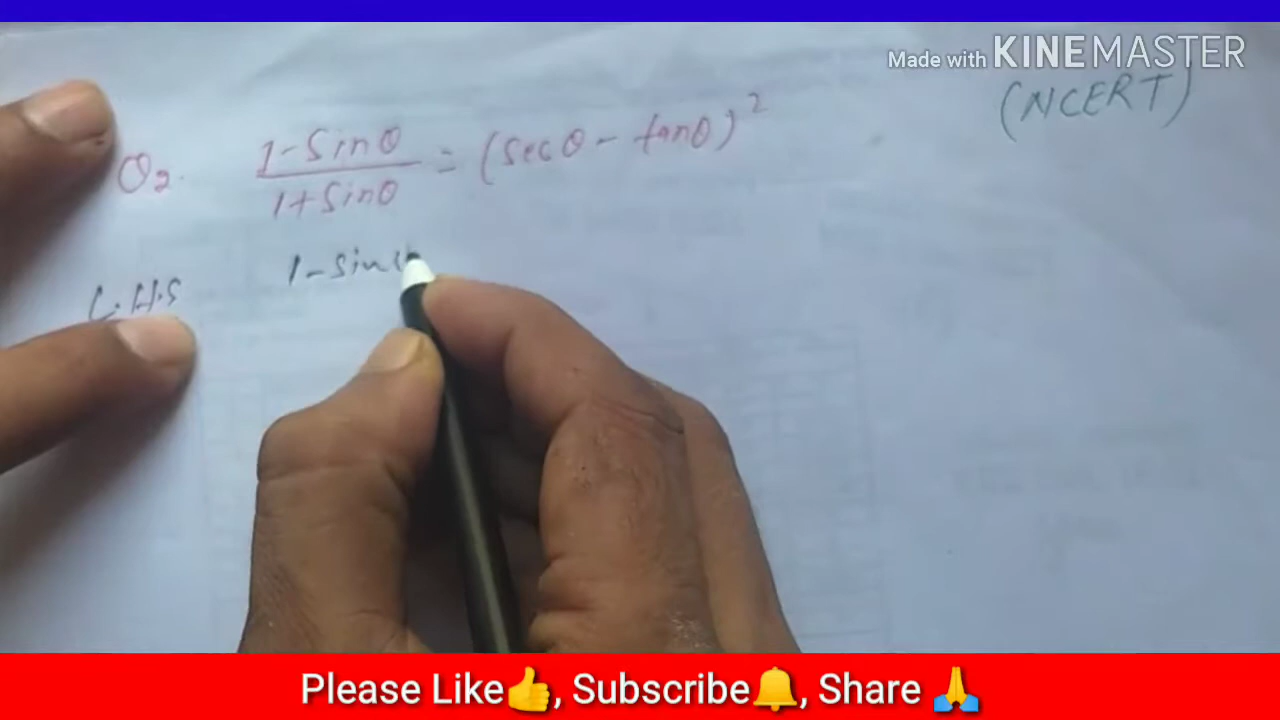 Made with KINEMASTER
(NCERT)
Q2. 1-Sinθ / 1+Sinθ = (Secθ - tanθ)²
L.H.S 1-Sin
Please Like👍, Subscribe🔔, Share 🙏